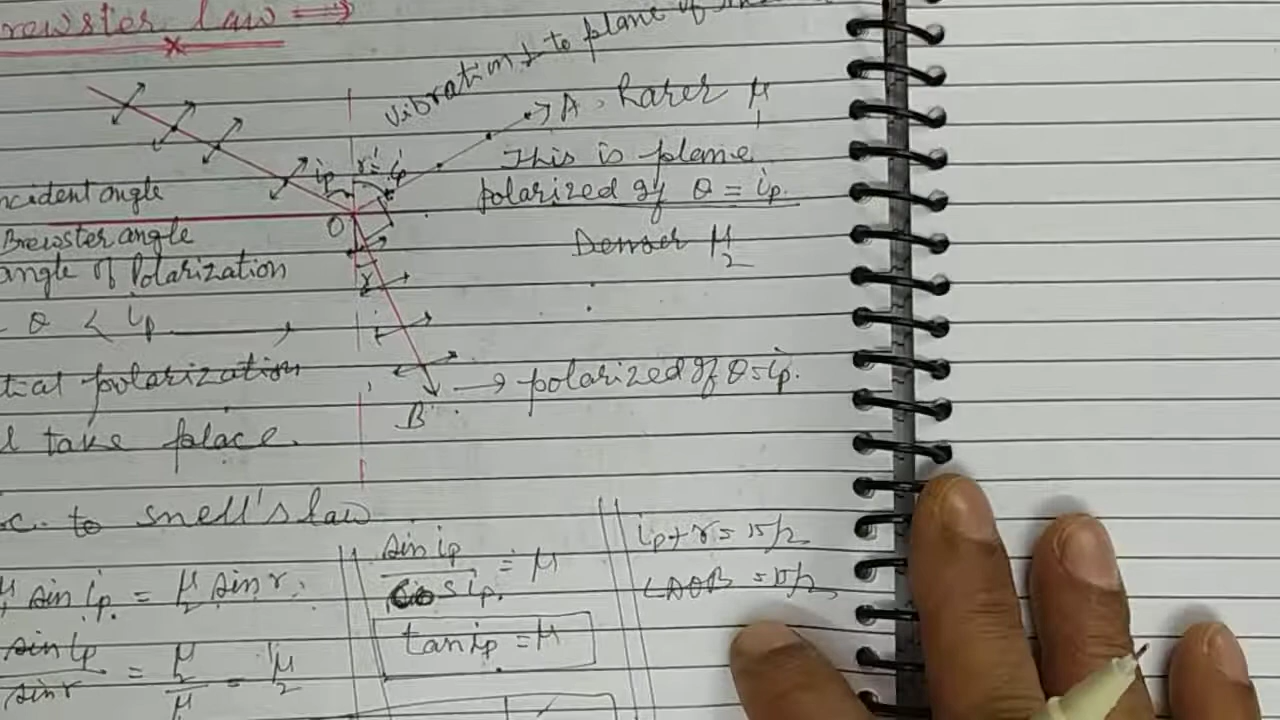 rewster law ⇒
vibration ⊥ to plane of
A. Rarer μ1
ip r' = ip
This is plane
polarized if θ = ip.
ncident angle
O
Brewster angle
Denser μ2
angle of Polarization
r
θ < ip →
tial polarization
→ polarized if θ = ip.
B
l take place.
c. to snell's law
μ1 sin ip = μ2 sin r.
sin ip / sin r = μ2 / μ1 = 1μ2
sin ip / cos ip. = μ
tan ip = μ
ip + r = π/2
∠AOB = π/2